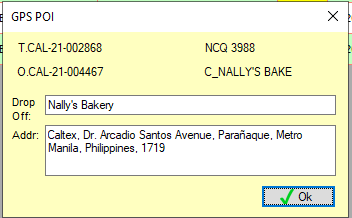 GPS POI
T.CAL-21-002868 NCQ 3988
O.CAL-21-004467 C_NALLY'S BAKE
Drop Off: Nally's Bakery
Addr: Caltex, Dr. Arcadio Santos Avenue, Parañaque, Metro
Manila, Philippines, 1719
Ok